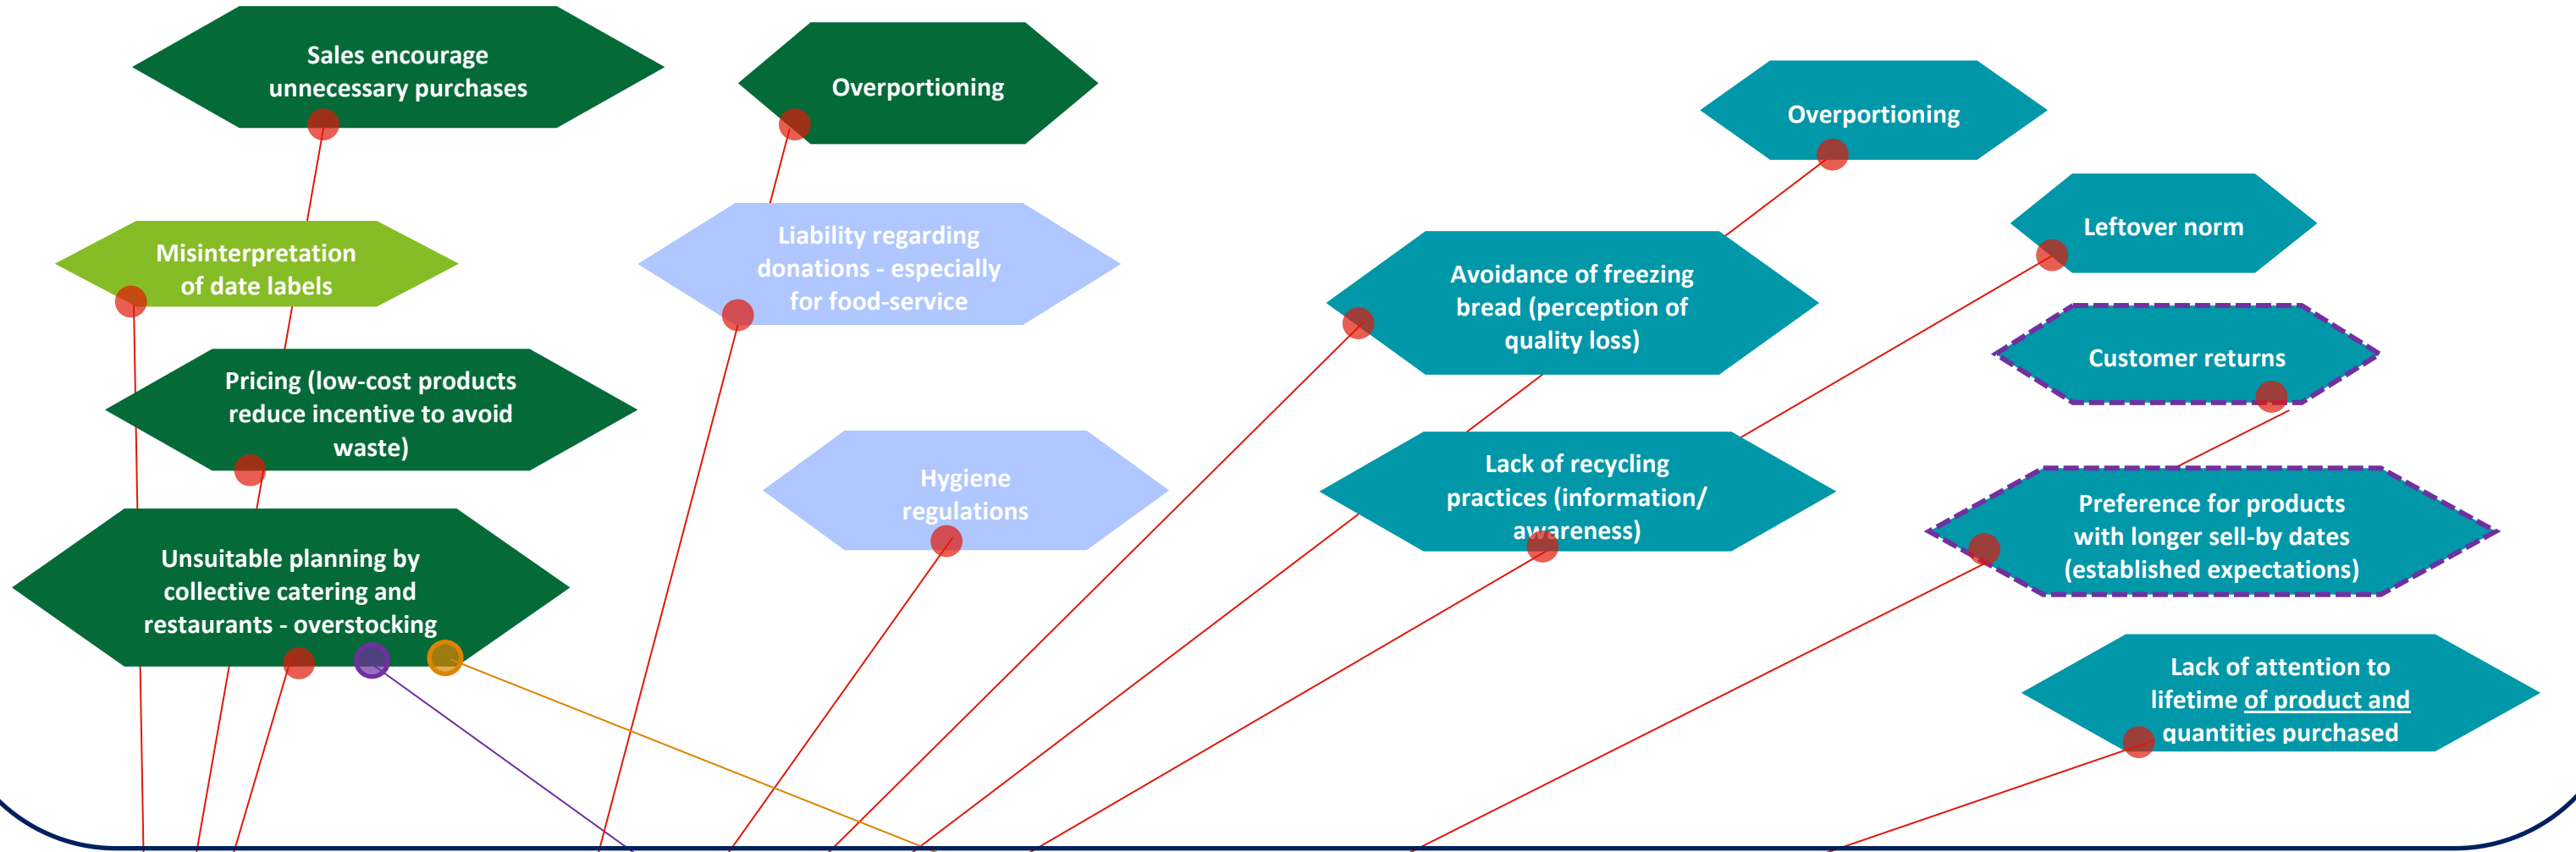 Sales encourage
unnecessary purchases
Overportioning
Overportioning
Misinterpretation
of date labels
Liability regarding
donations - especially
for food-service
Avoidance of freezing
bread (perception of
quality loss)
Leftover norm
Customer returns
Pricing (low-cost products
reduce incentive to avoid
waste)
Hygiene
regulations
Lack of recycling
practices (information/
awareness)
Preference for products
with longer sell-by dates
(established expectations)
Unsuitable planning by
collective catering and
restaurants - overstocking
Lack of attention to
lifetime of product and
quantities purchased